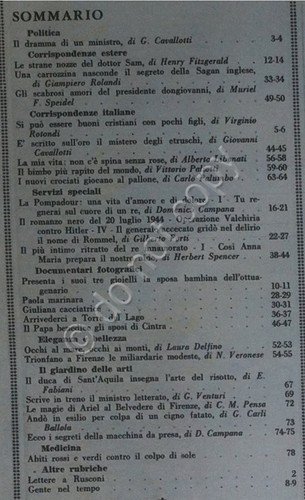 SOMMARIO
Politica
Il dramma di un ministro, di G. Cavallotti 3-4
Corrispondenze estere
Le strane nozze del dottor Sam, di Henry Fitzgerald 12-14
Una carrozzina nasconde il segreto della Sagan inglese,
di Giampiero Rolandi 33-34
Gli scabrosi amori del presidente dongiovanni, di Muriel
F. Speidel 49-50
Corrispondenze italiane
Si può essere buoni cristiani con pochi figli, di Virginio
Rotondi 5-6
E' scritto sull'oro il mistero degli etruschi, di Giovanni
Cavallotti 44-45
La mia vita: non c'è spina senza rose, di Alberto 56-58
Il bimbo più rapito del mondo, di Vittorio 59-60
I nuovi crociati giocano al pallone, di Carlo 63-64
Servizi speciali
La Pompadour: una vita d'amore e di - I - Tu re-
gnerai sul cuore di un re, di Campana 16-21
Il romanzo nero del 20 luglio 1944 - Operazione Valchiria
contro Hitler - IV - Il generale accecato gridò nel delirio
il nome di Rommel, di 22-27
Il più intimo ritratto del re - I - Così Anna
Maria prepara il nostro di Herbert Spencer 38-44
Documentari fotografici
Presenta i suoi tre gioielli in sposa bambina dell'ottua-
genario 10-11
Paola marinara 28-29
Giuliana cacciatrice 30-31
Arrivederci a Torre del Lago 36-37
Il Papa benedice gli sposi di Cintra 46-47
Eleganza e bellezza
Occhi al mare occhi ai monti, di Laura Delfino 52-53
Trionfano a Firenze le miliardarie modeste, di N. Veronese 54-55
Il giardino delle arti
Il duca di Sant'Aquila insegna l'arte del risotto, di E.
Fabiani 67
Scrive in treno il ministro letterato, di G. Venturi 69
Le magie di Ariel al Belvedere di Firenze, di C. M. Pensa 72
Andò in esilio per colpa di un cigno fatato, di G. Carli
Ballola 73
Ecco i segreti della macchina da presa, di D. Campana 74-75
Medicina
Abiti rossi e verdi contro il colpo di sole 78
Altre rubriche
Lettere a Rusconi 2
Gente nel tempo 8-9